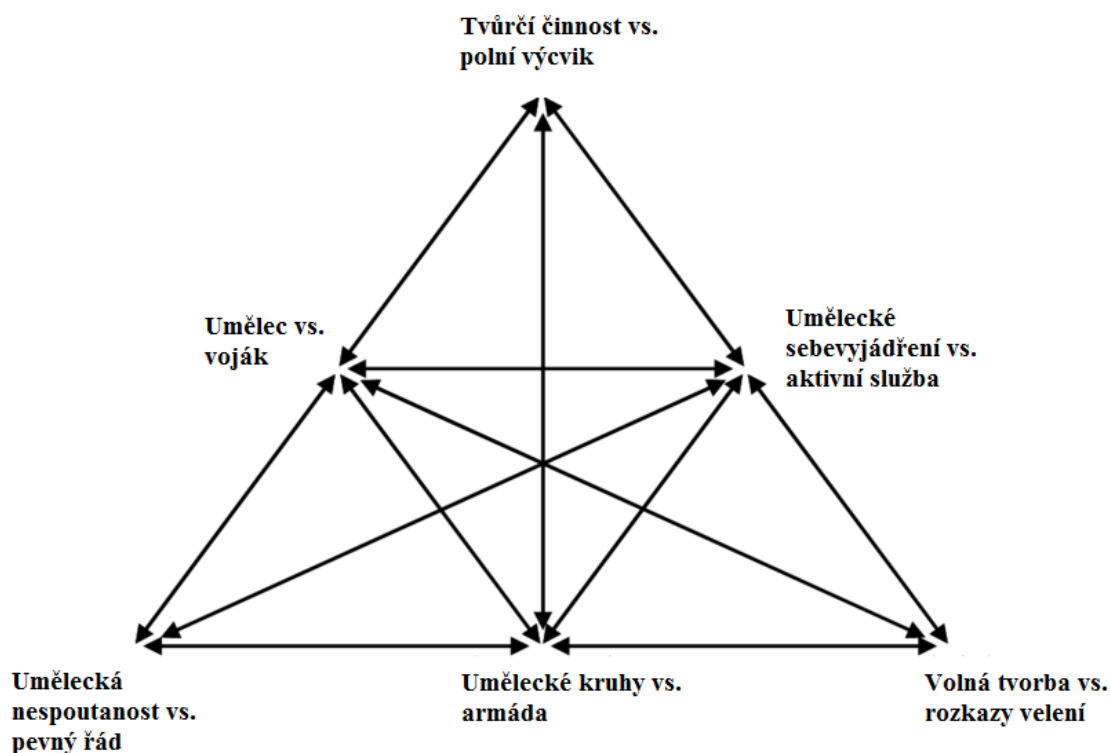 Tvůrčí činnost vs.
polní výcvik
Umělec vs.
voják
Umělecké
sebevyjádření vs.
aktivní služba
Umělecká
nespoutanost vs.
pevný řád
Umělecké kruhy vs.
armáda
Volná tvorba vs.
rozkazy velení